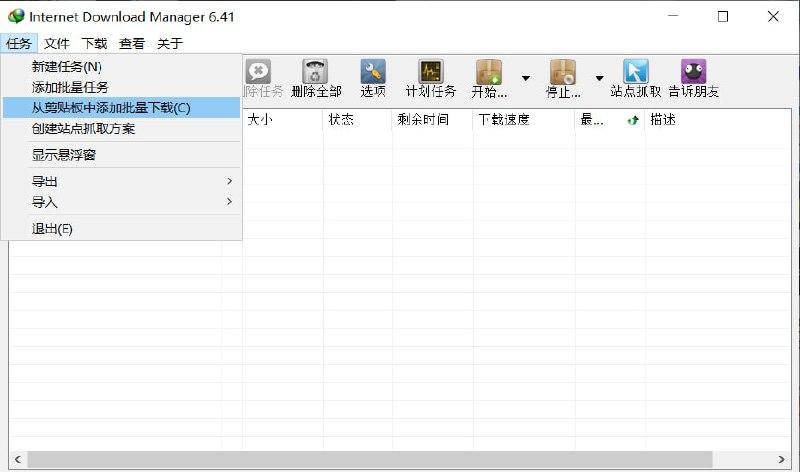 Internet Download Manager 6.41
任务 文件 下载 查看 关于
新建任务(N)
添加批量任务
从剪贴板中添加批量下载(C)
创建站点抓取方案
显示悬浮窗
导出
导入
退出(E)
除任务 删除全部 选项 计划任务 开始... 停止... 站点抓取 告诉朋友
大小 状态 剩余时间 下载速度 最... 描述